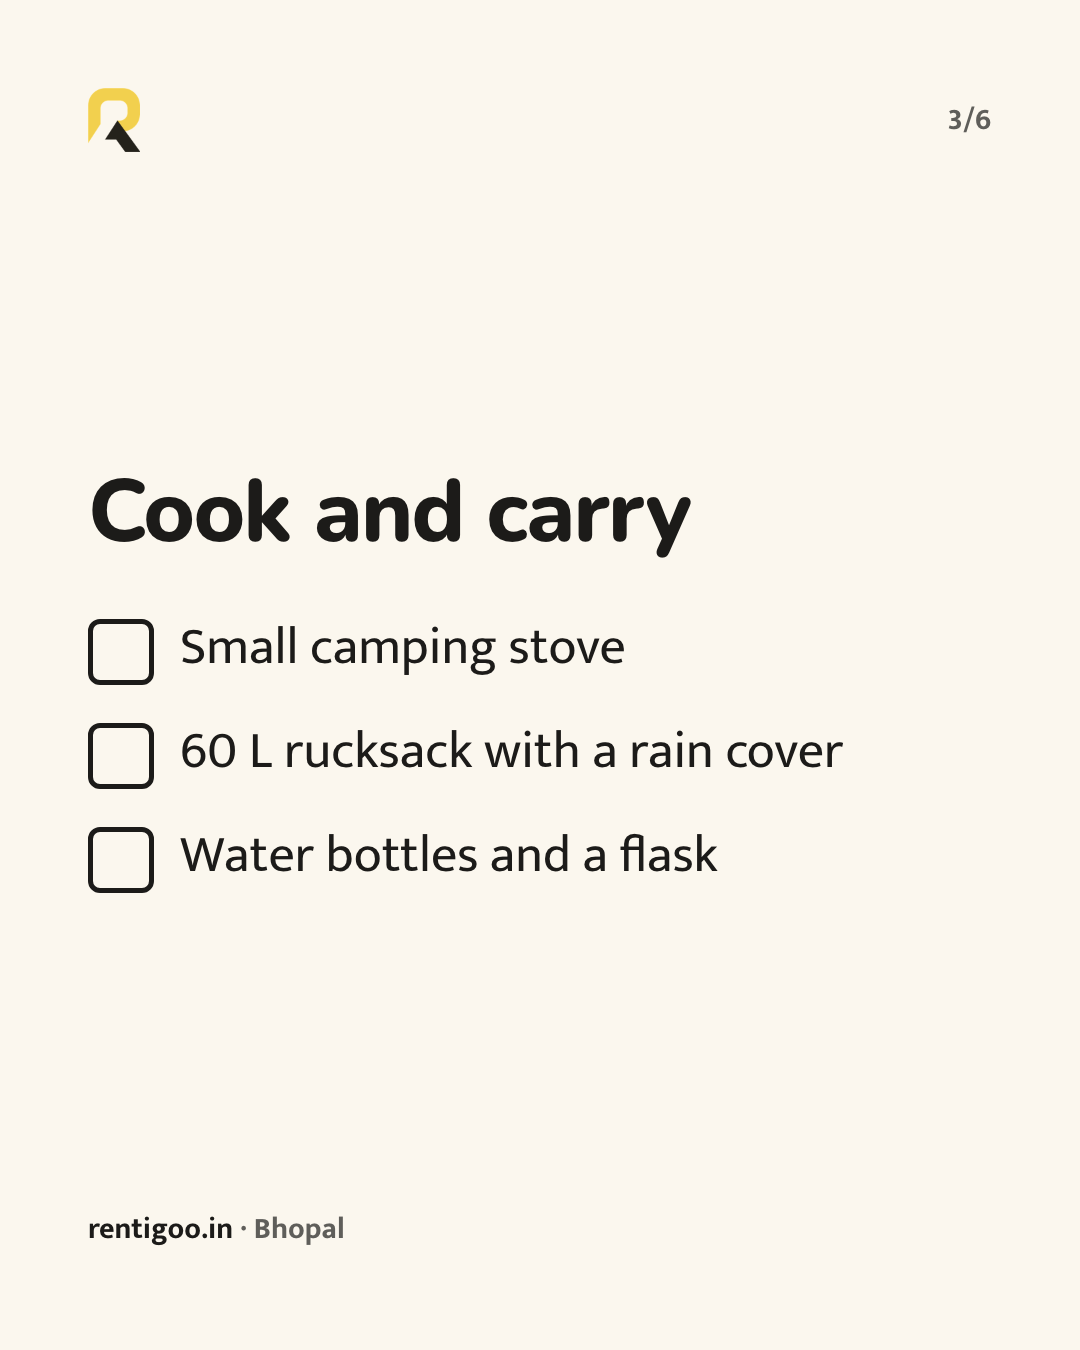 3/6
Cook and carry
Small camping stove
60 L rucksack with a rain cover
Water bottles and a flask
rentigoo.in · Bhopal